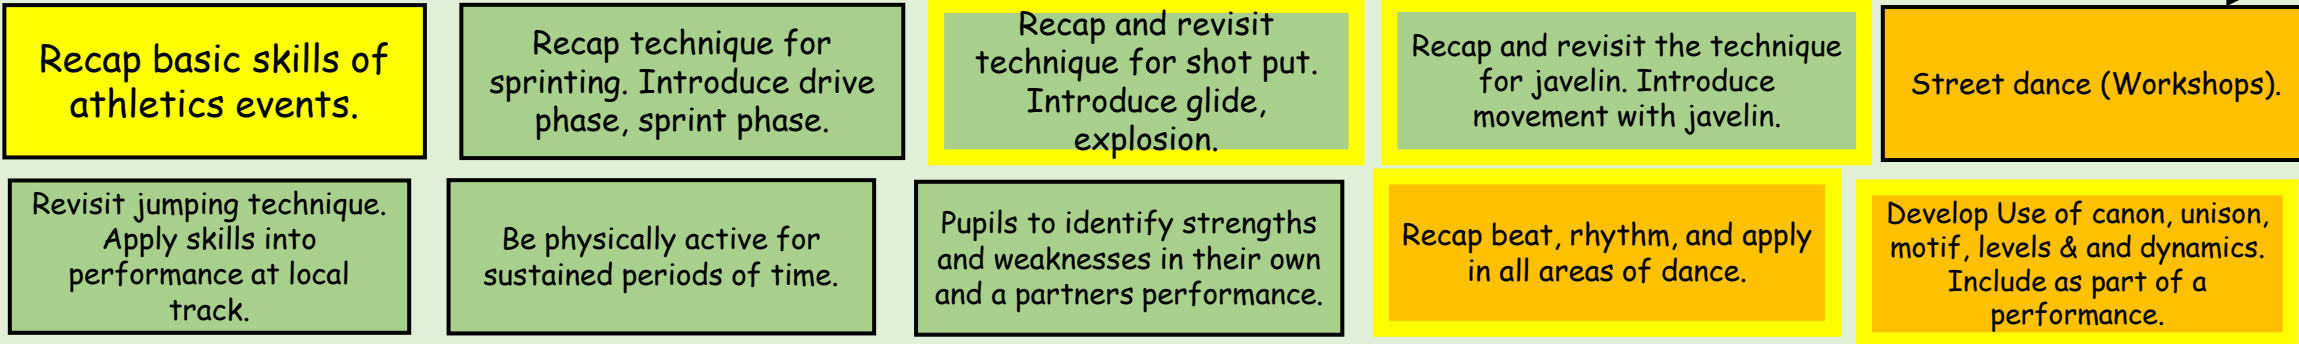 Recap basic skills of
athletics events.
Recap technique for
sprinting. Introduce drive
phase, sprint phase.
Recap and revisit
technique for shot put.
Introduce glide,
explosion.
Recap and revisit the technique
for javelin. Introduce
movement with javelin.
Street dance (Workshops).
Revisit jumping technique.
Apply skills into
performance at local
track.
Be physically active for
sustained periods of time.
Pupils to identify strengths
and weaknesses in their own
and a partners performance.
Recap beat, rhythm, and apply
in all areas of dance.
Develop Use of canon, unison,
motif, levels & and dynamics.
Include as part of a
performance.